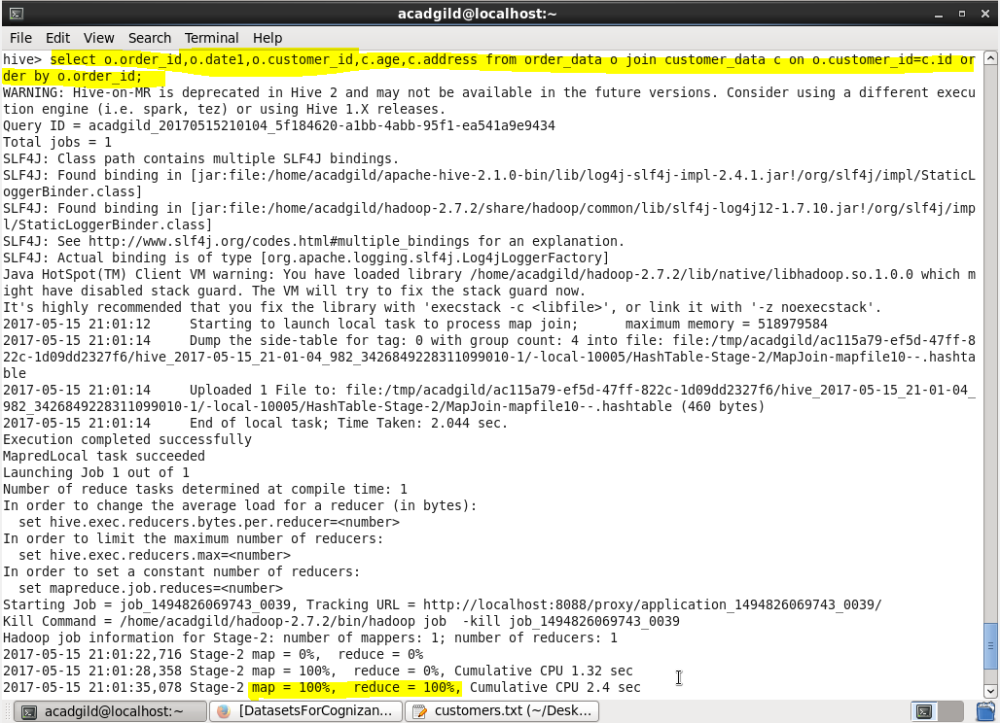 acadgild@localhost:~
File Edit View Search Terminal Help
hive> select o.order_id,o.date1,o.customer_id,c.age,c.address from order_data o join customer_data c on o.customer_id=c.id or
der by o.order_id;
WARNING: Hive-on-MR is deprecated in Hive 2 and may not be available in the future versions. Consider using a different execu
tion engine (i.e. spark, tez) or using Hive 1.X releases.
Query ID = acadgild_20170515210104_5f184620-a1bb-4abb-95f1-ea541a9e9434
Total jobs = 1
SLF4J: Class path contains multiple SLF4J bindings.
SLF4J: Found binding in [jar:file:/home/acadgild/apache-hive-2.1.0-bin/lib/log4j-slf4j-impl-2.4.1.jar!/org/slf4j/impl/StaticL
oggerBinder.class]
SLF4J: Found binding in [jar:file:/home/acadgild/hadoop-2.7.2/share/hadoop/common/lib/slf4j-log4j12-1.7.10.jar!/org/slf4j/imp
l/StaticLoggerBinder.class]
SLF4J: See http://www.slf4j.org/codes.html#multiple_bindings for an explanation.
SLF4J: Actual binding is of type [org.apache.logging.slf4j.Log4jLoggerFactory]
Java HotSpot(TM) Client VM warning: You have loaded library /home/acadgild/hadoop-2.7.2/lib/native/libhadoop.so.1.0.0 which m
ight have disabled stack guard. The VM will try to fix the stack guard now.
It's highly recommended that you fix the library with 'execstack -c <libfile>', or link it with '-z noexecstack'.
2017-05-15 21:01:12     Starting to launch local task to process map join;      maximum memory = 518979584
2017-05-15 21:01:14     Dump the side-table for tag: 0 with group count: 4 into file: file:/tmp/acadgild/ac115a79-ef5d-47ff-8
22c-1d09dd2327f6/hive_2017-05-15_21-01-04_982_3426849228311099010-1/-local-10005/HashTable-Stage-2/MapJoin-mapfile10--.hashta
ble
2017-05-15 21:01:14     Uploaded 1 File to: file:/tmp/acadgild/ac115a79-ef5d-47ff-822c-1d09dd2327f6/hive_2017-05-15_21-01-04_
982_3426849228311099010-1/-local-10005/HashTable-Stage-2/MapJoin-mapfile10--.hashtable (460 bytes)
2017-05-15 21:01:14     End of local task; Time Taken: 2.044 sec.
Execution completed successfully
MapredLocal task succeeded
Launching Job 1 out of 1
Number of reduce tasks determined at compile time: 1
In order to change the average load for a reducer (in bytes):
  set hive.exec.reducers.bytes.per.reducer=<number>
In order to limit the maximum number of reducers:
  set hive.exec.reducers.max=<number>
In order to set a constant number of reducers:
  set mapreduce.job.reduces=<number>
Starting Job = job_1494826069743_0039, Tracking URL = http://localhost:8088/proxy/application_1494826069743_0039/
Kill Command = /home/acadgild/hadoop-2.7.2/bin/hadoop job  -kill job_1494826069743_0039
Hadoop job information for Stage-2: number of mappers: 1; number of reducers: 1
2017-05-15 21:01:22,716 Stage-2 map = 0%,  reduce = 0%
2017-05-15 21:01:28,358 Stage-2 map = 100%,  reduce = 0%, Cumulative CPU 1.32 sec
2017-05-15 21:01:35,078 Stage-2 map = 100%,  reduce = 100%, Cumulative CPU 2.4 sec
acadgild@localhost:~ [DatasetsForCognizan... customers.txt (~/Desk...